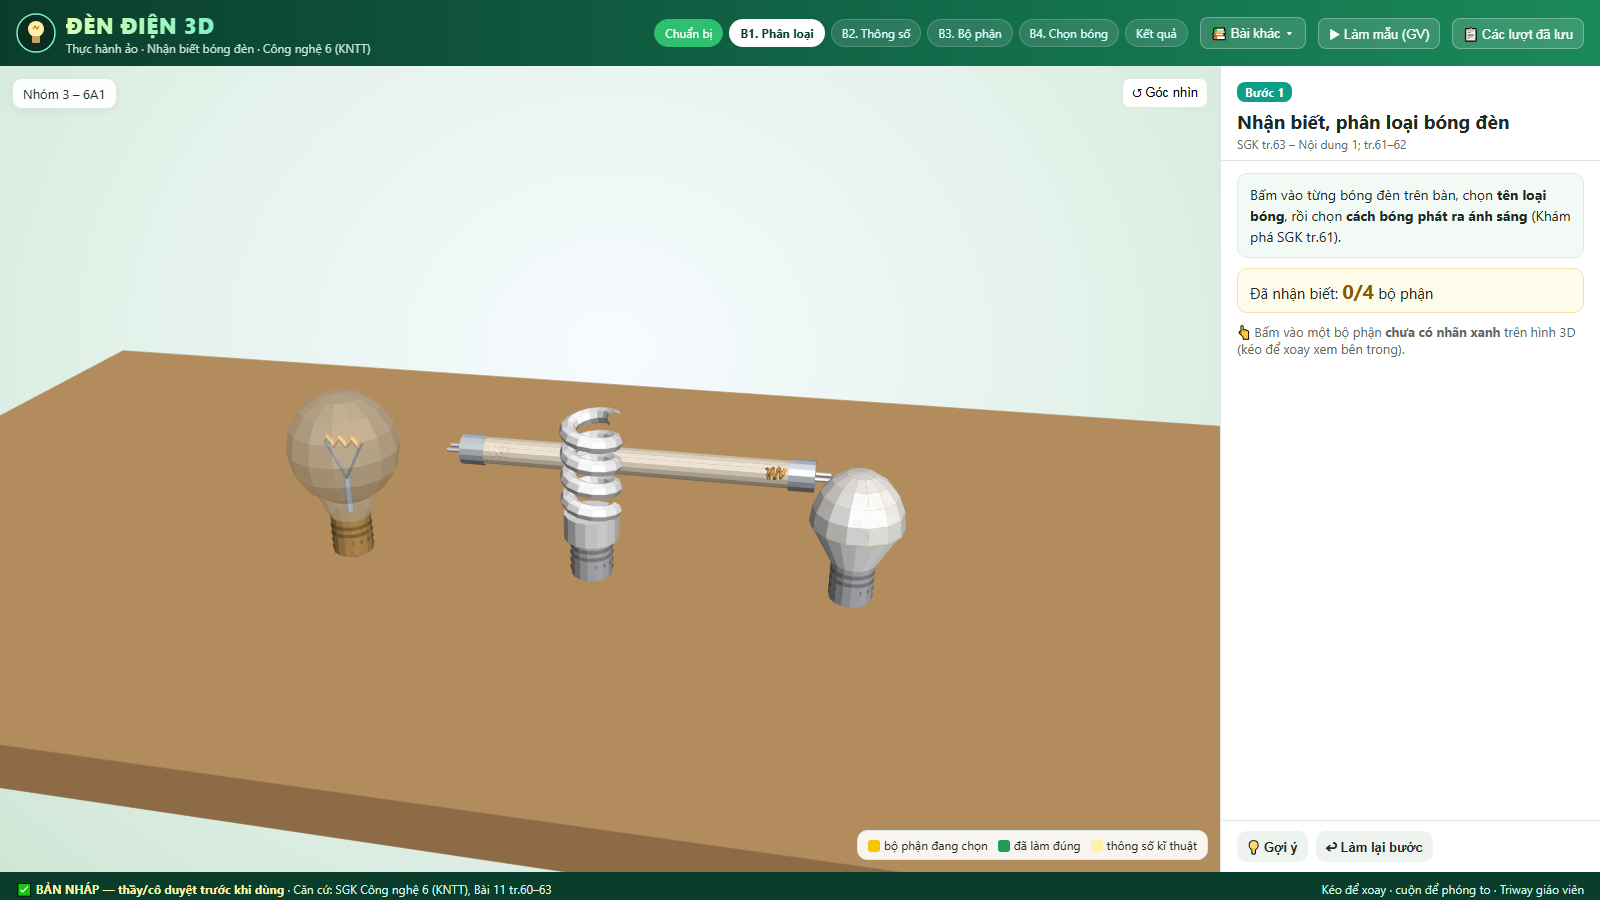 ĐÈN ĐIỆN 3D
Thực hành ảo · Nhận biết bóng đèn · Công nghệ 6 (KNTT)
Chuẩn bị
B1. Phân loại
B2. Thông số
B3. Bộ phận
B4. Chọn bóng
Kết quả
Bài khác
Làm mẫu (GV)
Các lượt đã lưu
Nhóm 3 – 6A1
Góc nhìn
Bước 1
Nhận biết, phân loại bóng đèn
SGK tr.63 – Nội dung 1; tr.61–62
Bấm vào từng bóng đèn trên bàn, chọn tên loại
bóng, rồi chọn cách bóng phát ra ánh sáng (Khám
phá SGK tr.61).
Đã nhận biết: 0/4 bộ phận
Bấm vào một bộ phận chưa có nhãn xanh trên hình 3D
(kéo để xoay xem bên trong).
bộ phận đang chọn
đã làm đúng
thông số kĩ thuật
Gợi ý
Làm lại bước
BẢN NHÁP — thầy/cô duyệt trước khi dùng · Căn cứ: SGK Công nghệ 6 (KNTT), Bài 11 tr.60–63
Kéo để xoay · cuộn để phóng to · Triway giáo viên